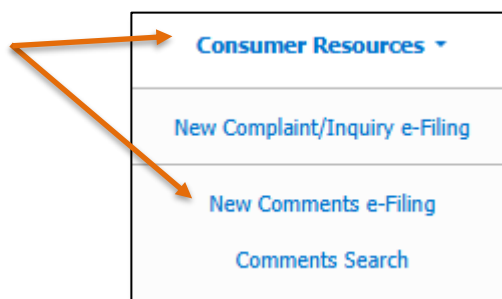 Consumer Resources
New Complaint/Inquiry e-Filing
New Comments e-Filing
Comments Search